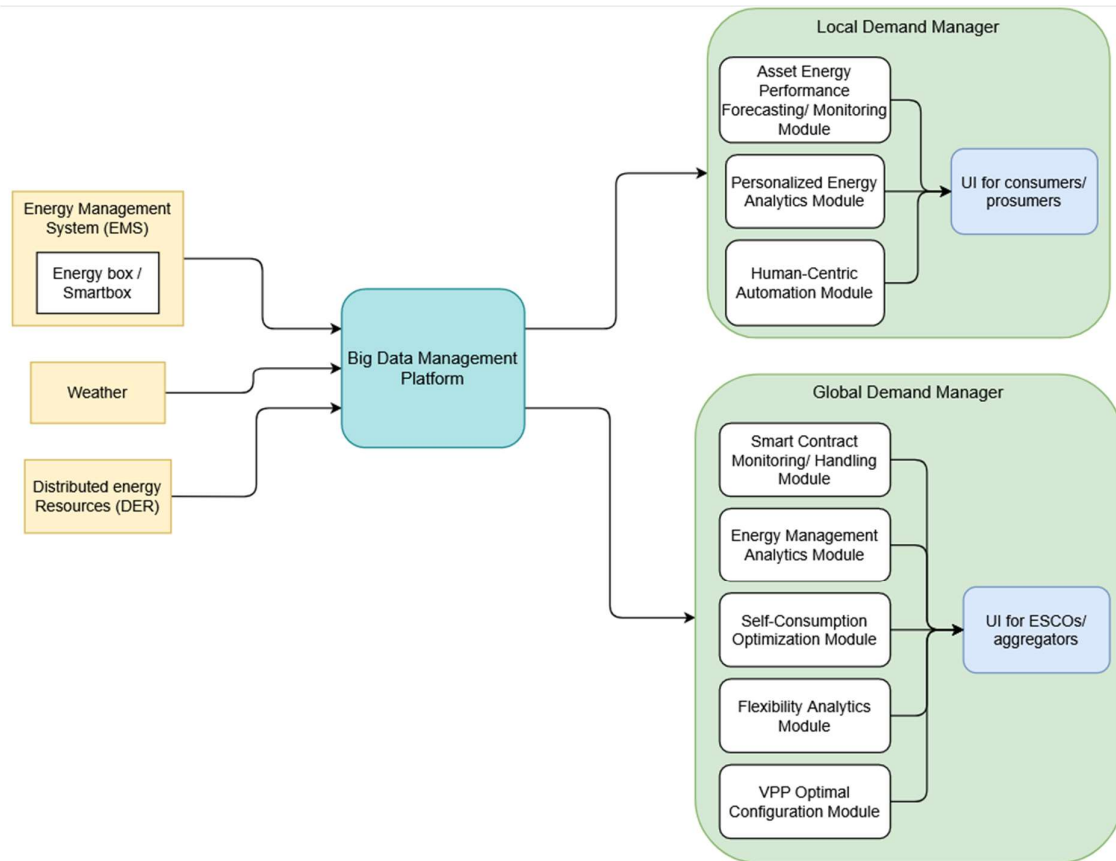 Energy Management
System (EMS)
Energy box /
Smartbox
Weather
Distributed energy
Resources (DER)
Big Data Management
Platform
Local Demand Manager
Asset Energy
Performance
Forecasting/ Monitoring
Module
Personalized Energy
Analytics Module
Human-Centric
Automation Module
UI for consumers/
prosumers
Global Demand Manager
Smart Contract
Monitoring/ Handling
Module
Energy Management
Analytics Module
Self-Consumption
Optimization Module
Flexibility Analytics
Module
VPP Optimal
Configuration Module
UI for ESCOs/
aggregators